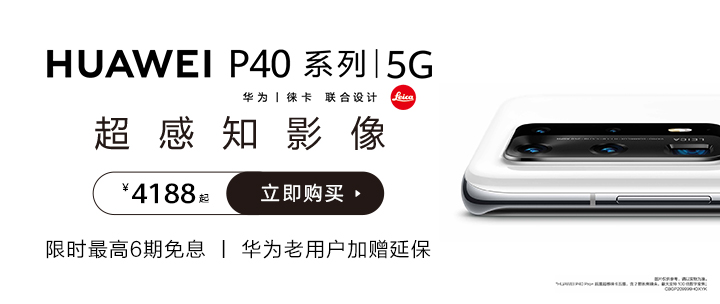 HUAWEI P40 系列|5G
华为 | 徕卡 联合设计 Leica
超感知影像
¥4188起 立即购买
限时最高6期免息 | 华为老用户加赠延保
LEICA